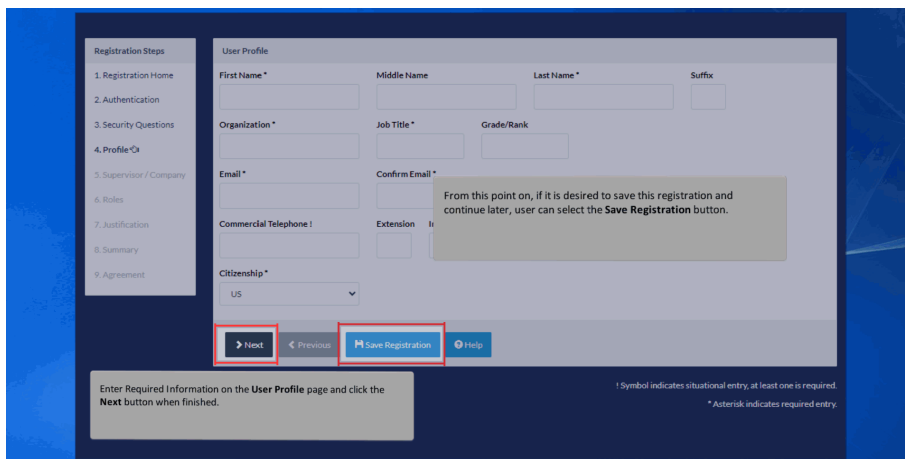 Registration Steps
User Profile
1. Registration Home
2. Authentication
3. Security Questions
4. Profile
5. Supervisor / Company
6. Roles
7. Justification
8. Summary
9. Agreement
First Name *
Middle Name
Last Name *
Suffix
Organization *
Job Title *
Grade/Rank
Email *
Confirm Email *
From this point on, if it is desired to save this registration and
continue later, user can select the Save Registration button.
Commercial Telephone !
Extension
Citizenship *
US
Next
Previous
Save Registration
Help
Enter Required Information on the User Profile page and click the
Next button when finished.
! Symbol indicates situational entry, at least one is required.
* Asterisk indicates required entry.